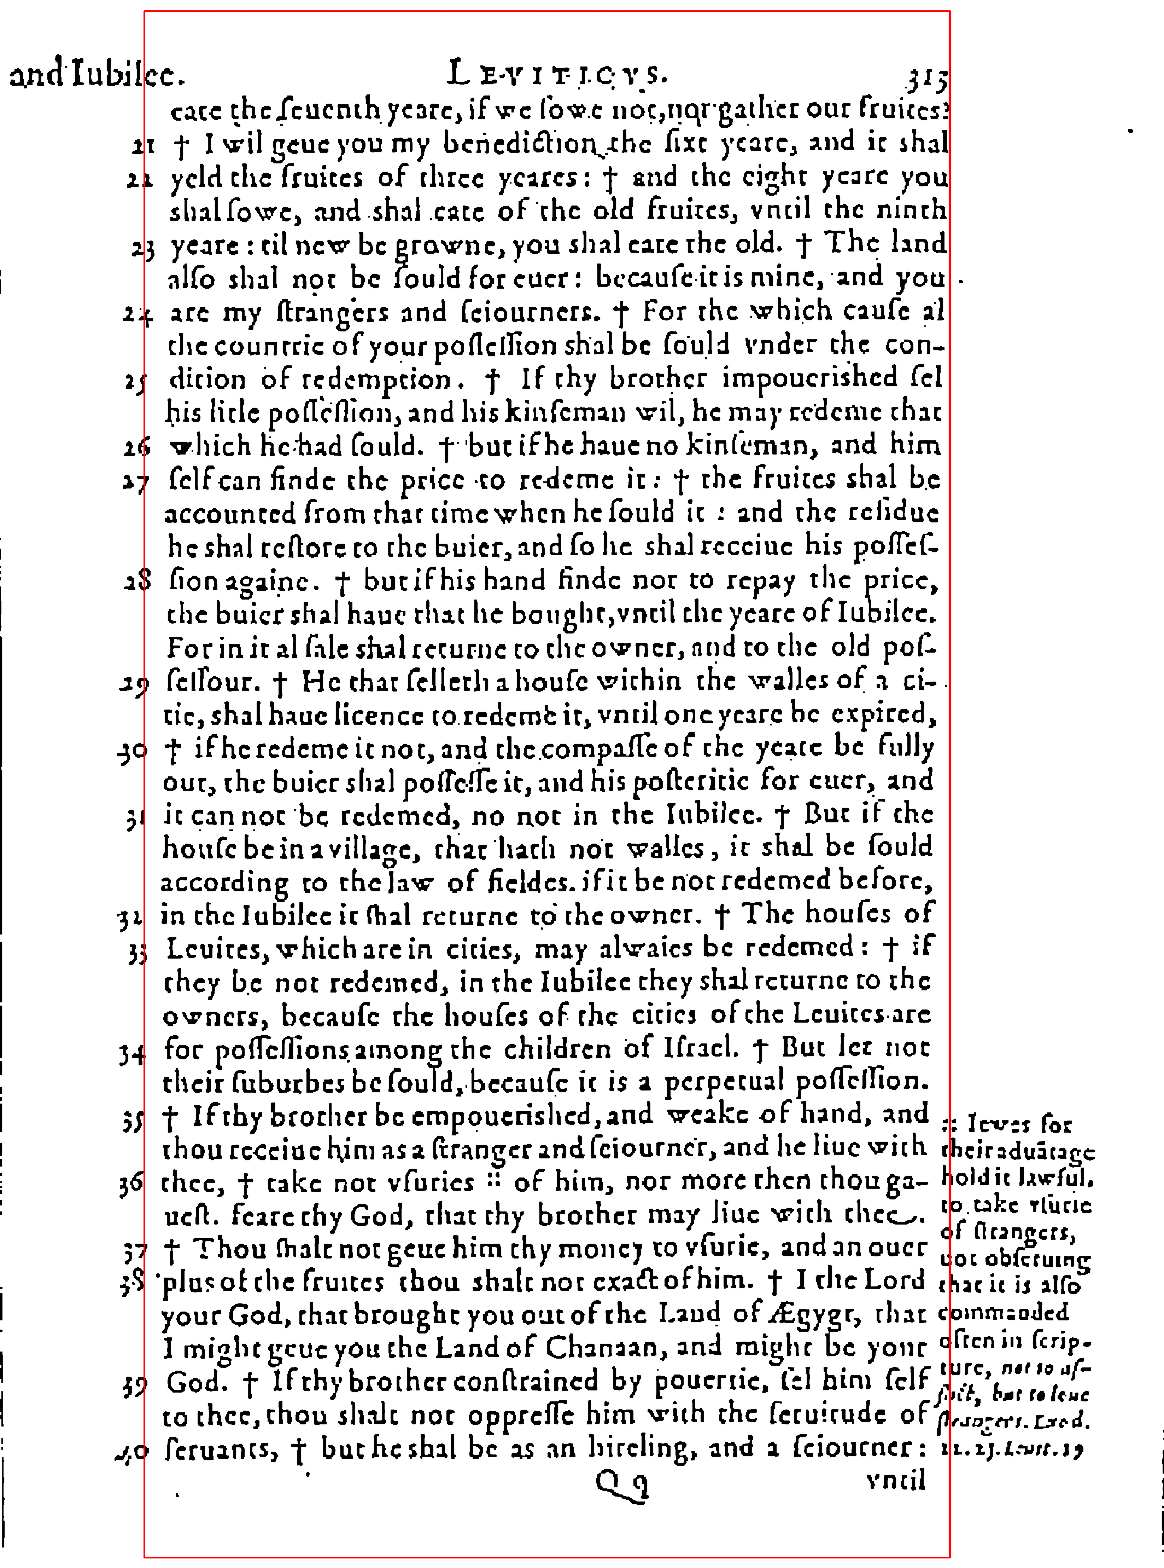 and Iubilee. LEVITICVS. 313
eate the ſeuenth yeare, if we ſowe not, nor gather our fruites?
21 † I wil geue you my benediction the ſixt yeare, and it shal
22 yeld the fruites of three yeares: † and the eight yeare you
shal ſowe, and shal eate of the old fruites, vntil the ninth
23 yeare: til new be growne, you shal eate the old. † The land
alſo shal not be ſould for euer: becauſe it is mine, and you
24 are my ſtrangers and ſeiourners. † For the which cauſe al
the countrie of your poſſeſſion shal be ſould vnder the con-
25 dition of redemption. † If thy brother impouerished ſel
his litle poſſeſſion, and his kinſeman wil, he may redeme that
26 which he had ſould. † but if he haue no kinſeman, and him
27 ſelf can finde the price to redeme it: † the fruites shal be
accounted from that time when he ſould it: and the reſidue
he shal reſtore to the buier, and ſo he shal receiue his poſſeſ-
28 ſion againe. † but if his hand finde not to repay the price,
the buier shal haue that he bought, vntil the yeare of Iubilee.
For in it al ſale shal returne to the owner, and to the old poſ-
29 ſeſſour. † He that ſelleth a houſe within the walles of a ci-
tie, shal haue licence to redeme it, vntil one yeare be expired,
30 † if he redeme it not, and the compaſſe of the yeare be fully
out, the buier shal poſſeſſe it, and his poſteritie for euer, and
31 it can not be redemed, no not in the Iubilee. † But if the
houſe be in a village, that hath not walles, it shal be ſould
according to the law of fieldes. if it be not redemed before,
32 in the Iubilee it ſhal returne to the owner. † The houſes of
33 Leuites, which are in cities, may alwaies be redemed: † if
they be not redemed, in the Iubilee they shal returne to the
owners, becauſe the houſes of the cities of the Leuites are
34 for poſſeſſions among the children of Iſrael. † But let not
their ſuburbes be ſould, becauſe it is a perpetual poſſeſſion.
35 † If thy brother be empouerished, and weake of hand, and
thou receiue him as a ſtranger and ſeiourner, and he liue with
36 thee, † take not vſuries :: of him, nor more then thou ga-
ueſt. feare thy God, that thy brother may liue with thee.
37 † Thou ſhalt not geue him thy money to vſurie, and an ouer
38 plus of the fruites thou shalt not exact of him. † I the Lord
your God, that brought you out of the Land of Ægypt, that
I might geue you the Land of Chanaan, and might be your
39 God. † If thy brother conſtrained by pouertie, ſel him ſelf
to thee, thou shalt not oppreſſe him with the ſeruitude of
40 ſeruants, † but he shal be as an hireling, and a ſeiourner:
Qq vntil
:: Iewes for
their aduãtage
hold it lawful,
to take vſurie
of ſtrangers,
not obſeruing
that it is alſo
commanded
often in ſcrip-
ture, not to af-
flict, but to loue
ſtrangers. Exod.
22. 23. Leuit. 19